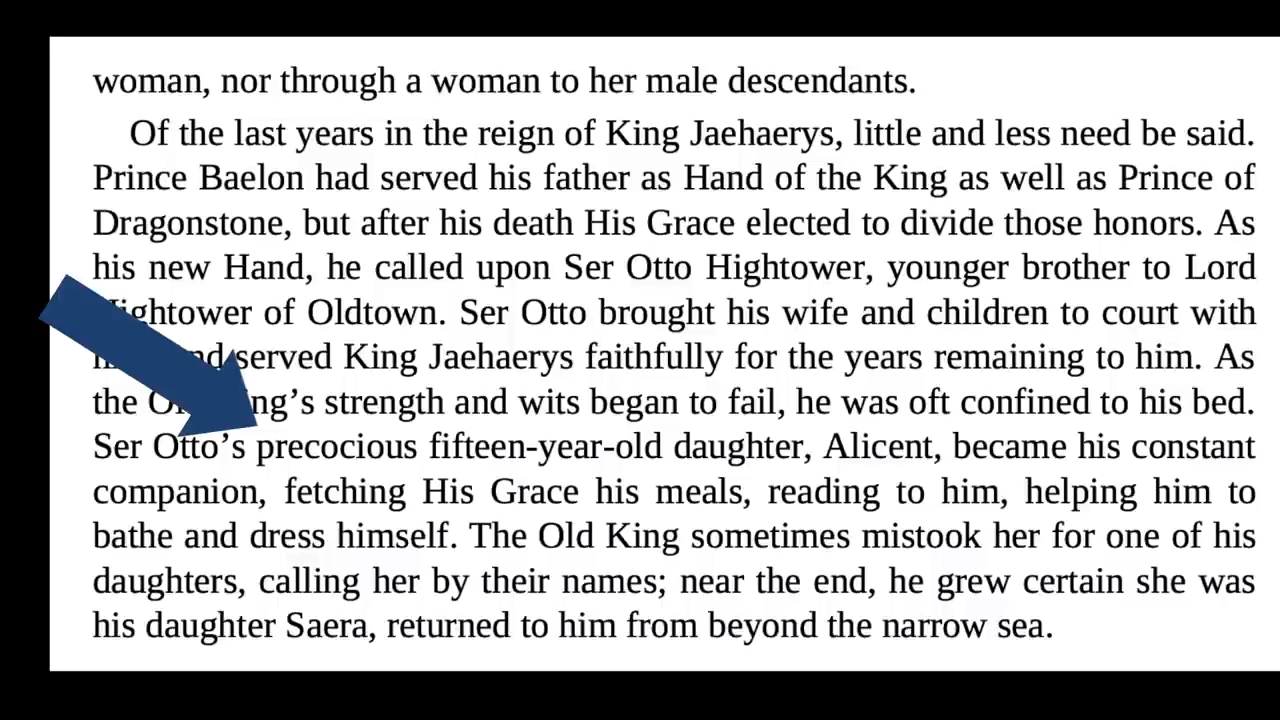 woman, nor through a woman to her male descendants.
Of the last years in the reign of King Jaehaerys, little and less need be said.
Prince Baelon had served his father as Hand of the King as well as Prince of
Dragonstone, but after his death His Grace elected to divide those honors. As
his new Hand, he called upon Ser Otto Hightower, younger brother to Lord
Hightower of Oldtown. Ser Otto brought his wife and children to court with
served King Jaehaerys faithfully for the years remaining to him. As
the strength and wits began to fail, he was oft confined to his bed.
Ser Otto’s precocious fifteen-year-old daughter, Alicent, became his constant
companion, fetching His Grace his meals, reading to him, helping him to
bathe and dress himself. The Old King sometimes mistook her for one of his
daughters, calling her by their names; near the end, he grew certain she was
his daughter Saera, returned to him from beyond the narrow sea.